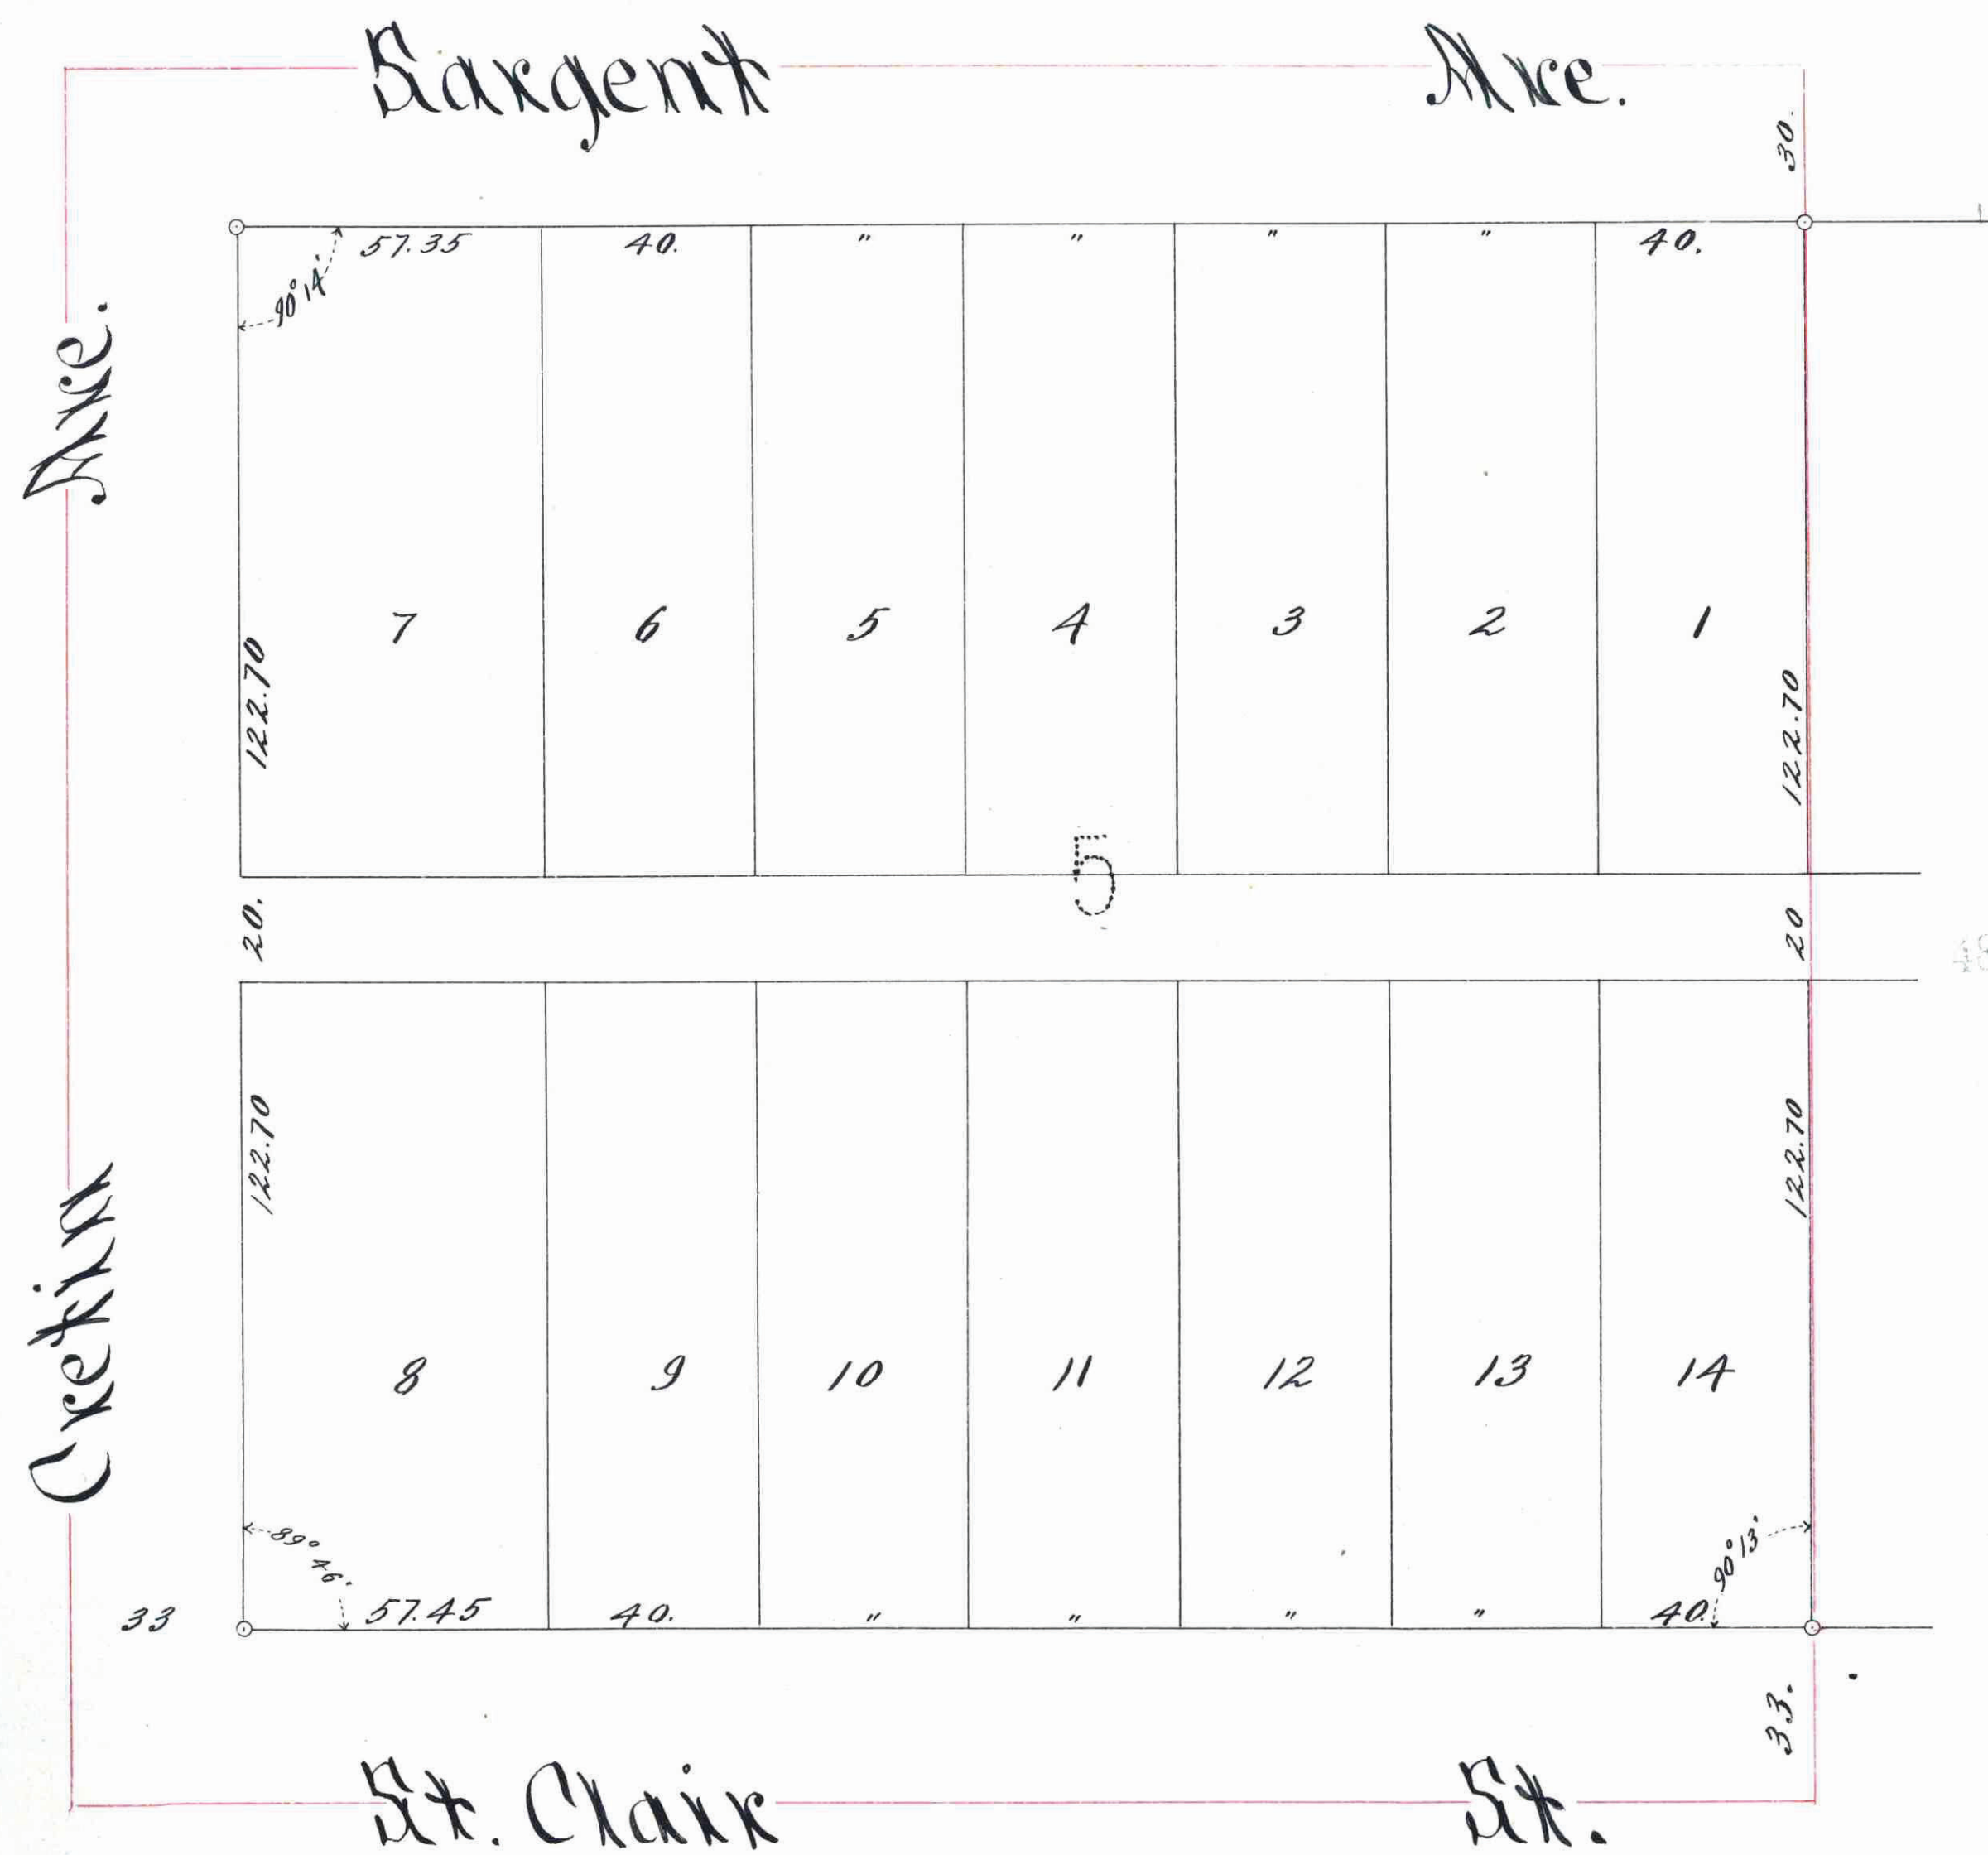 Sargent Ave.
30.
57.35 40. " " " " 40.
90° 14'
Ave.
7 6 5 4 3 2 1
122.70 122.70
5
20. 20
48
122.70 122.70
Cretin
8 9 10 11 12 13 14
89° 46' 90° 13'
33 57.45 40. " " " " 40.
33.
St. Clair St.